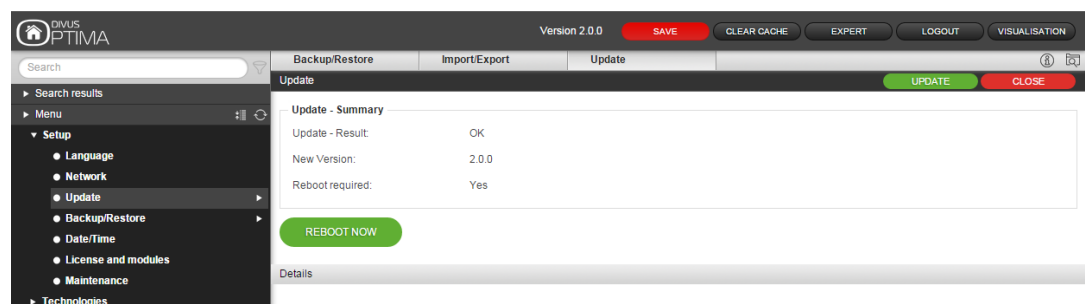 DIVUS
OPTIMA
Version 2.0.0
SAVE
CLEAR CACHE
EXPERT
LOGOUT
VISUALISATION
Search
Backup/Restore
Import/Export
Update
Update
UPDATE
CLOSE
Search results
Menu
Setup
Language
Network
Update
Backup/Restore
Date/Time
License and modules
Maintenance
Technologies
Update - Summary
Update - Result: OK
New Version: 2.0.0
Reboot required: Yes
REBOOT NOW
Details